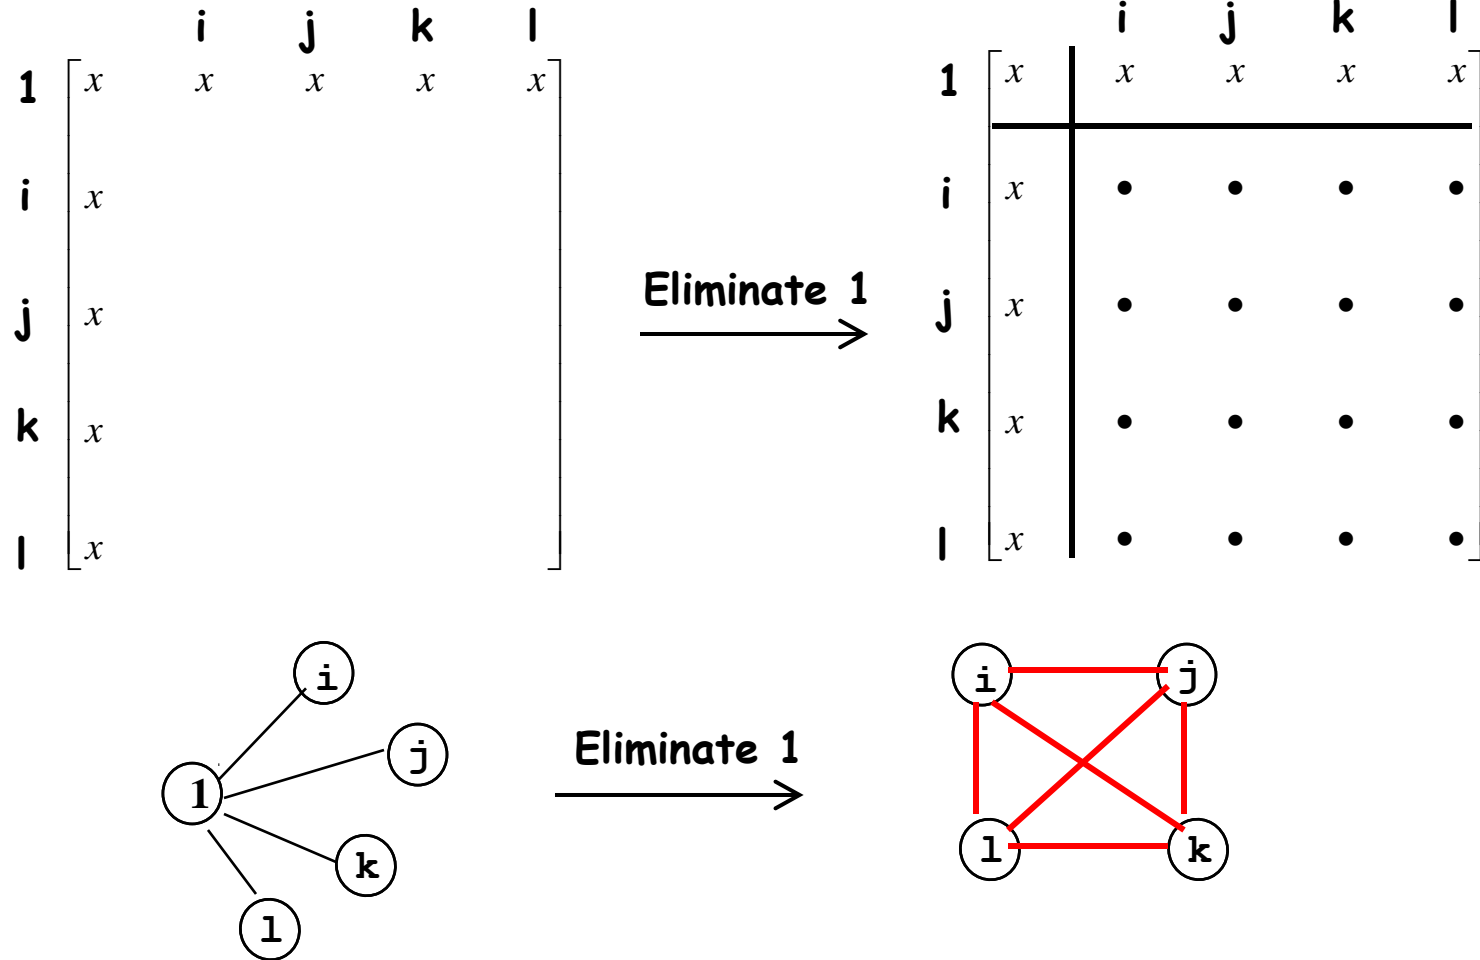 i j k l
1 x x x x x
i x
j x
k x
l x
Eliminate 1
i j k l
1 x x x x x
i x • • • •
j x • • • •
k x • • • •
l x • • • •
i
j
1
k
l
Eliminate 1
i j
l k